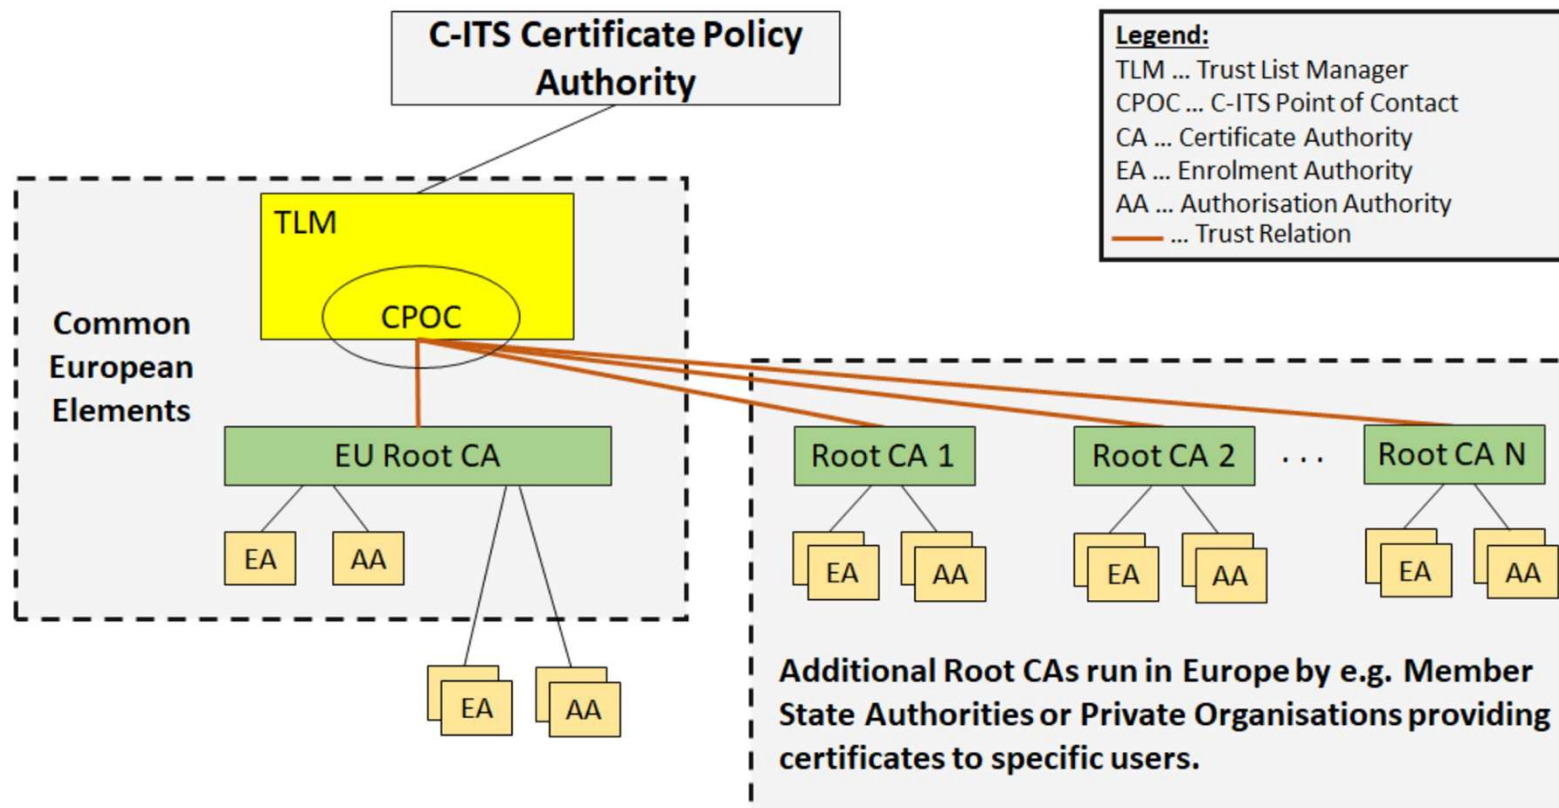 C-ITS Certificate Policy
Authority
Legend:
TLM ... Trust List Manager
CPOC ... C-ITS Point of Contact
CA ... Certificate Authority
EA ... Enrolment Authority
AA ... Authorisation Authority
... Trust Relation
TLM
CPOC
Common
European
Elements
EU Root CA
Root CA 1
Root CA 2
. . .
Root CA N
EA
AA
EA
AA
EA
AA
EA
AA
EA
AA
Additional Root CAs run in Europe by e.g. Member
State Authorities or Private Organisations providing
certificates to specific users.